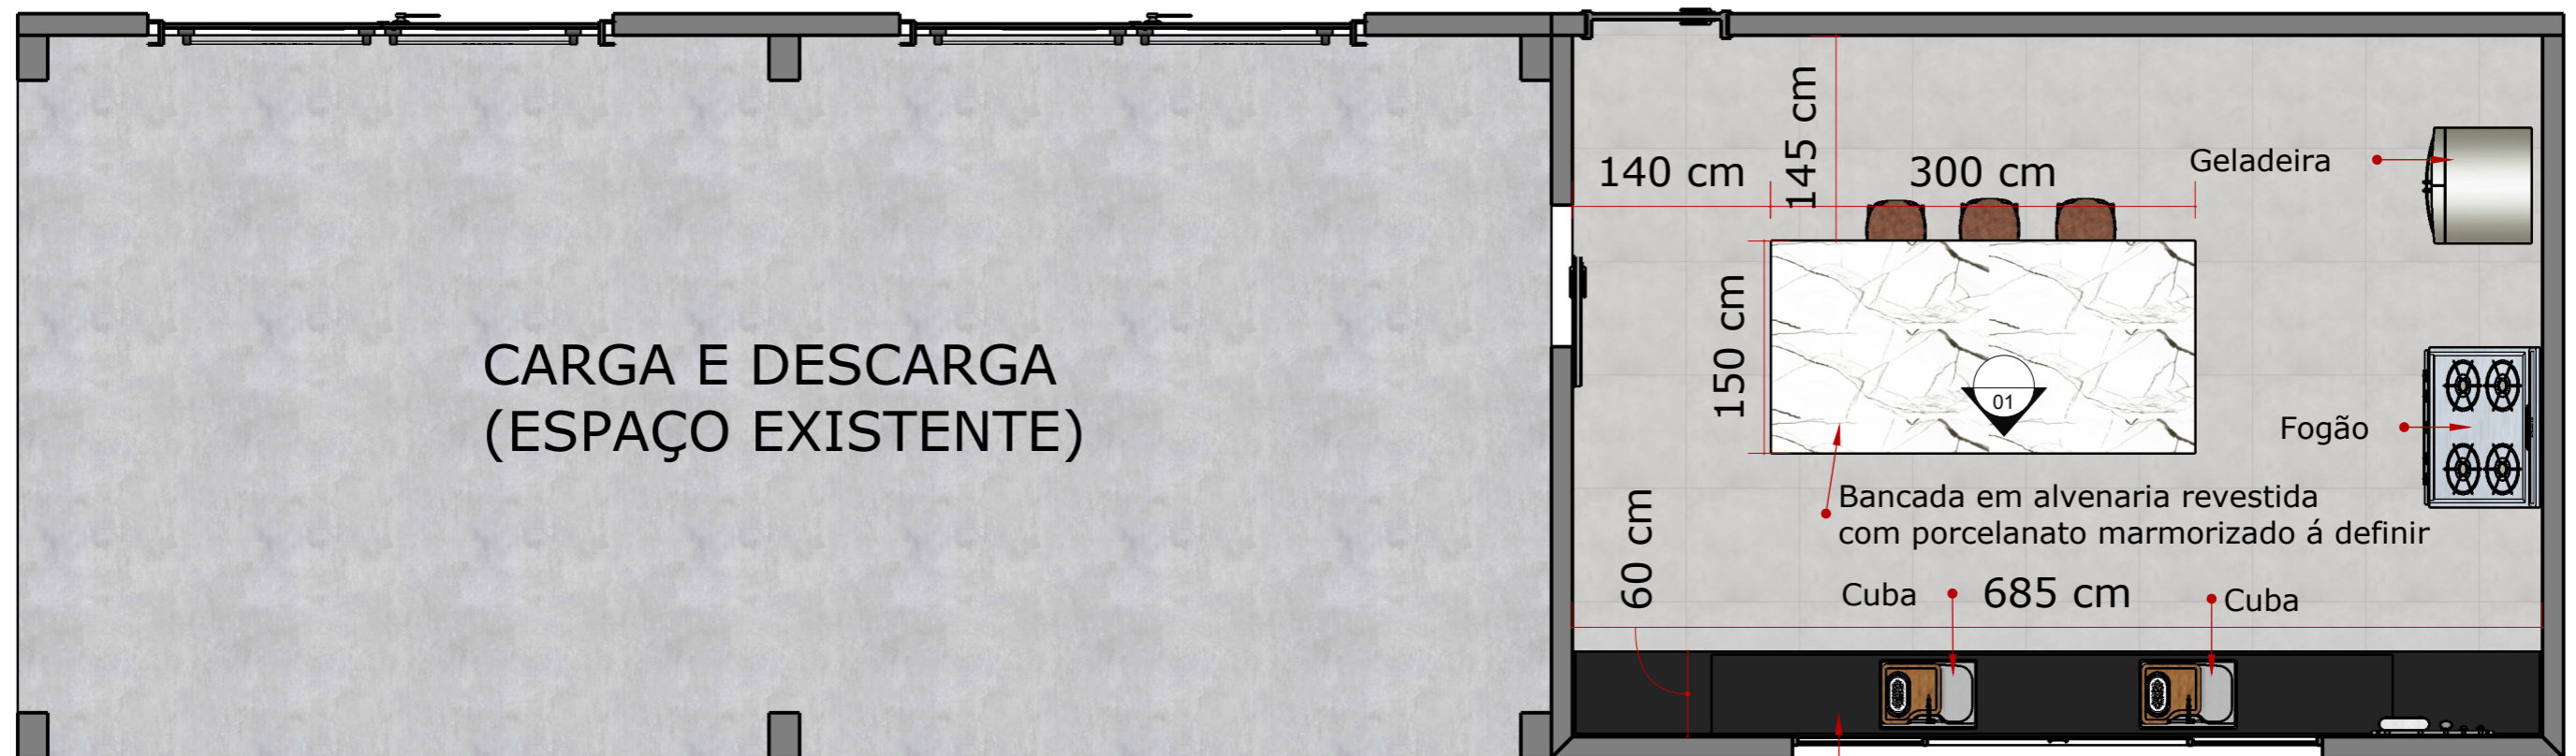 145 cm
140 cm
300 cm
Geladeira
150 cm
CARGA E DESCARGA
(ESPAÇO EXISTENTE)
01
Fogão
Bancada em alvenaria revestida
com porcelanato marmorizado á definir
60 cm
Cuba
685 cm
Cuba